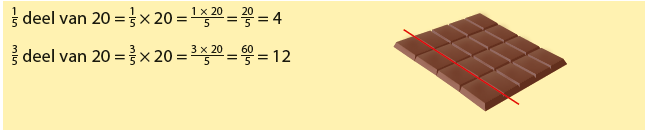 1/5 deel van 20 = 1/5 × 20 = 1 × 20/5 = 20/5 = 4
3/5 deel van 20 = 3/5 × 20 = 3 × 20/5 = 60/5 = 12